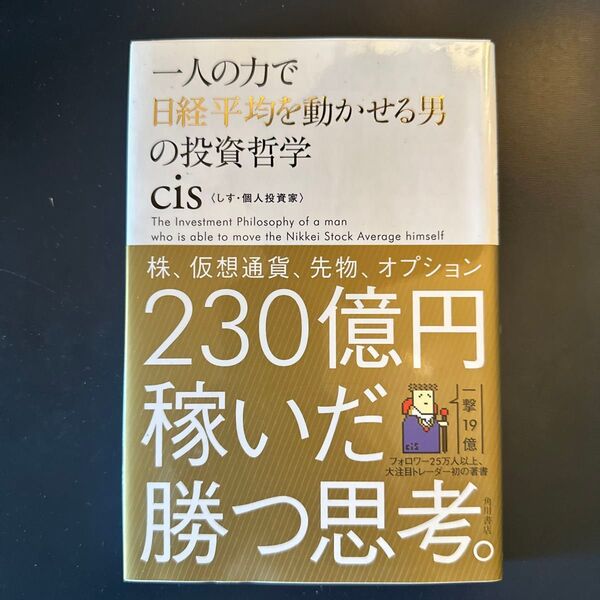 一人の力で
日経平均を動かせる男
の投資哲学
cis〈しす・個人投資家〉
The Investment Philosophy of a man
who is able to move the Nikkei Stock Average himself
株、仮想通貨、先物、オプション
230億円
稼いだ
勝つ思考。
一撃19億
cis
フォロワー25万人以上、
大注目トレーダー初の著書
角川書店